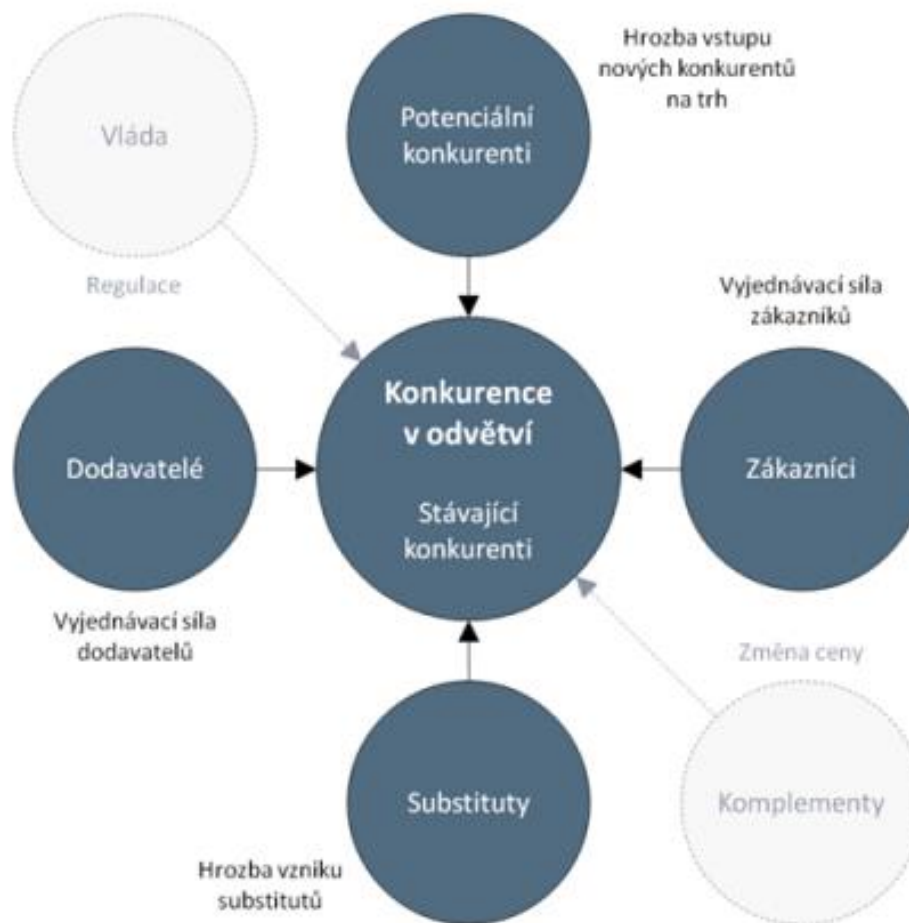 Hrozba vstupu
nových konkurentů
na trh
Vláda
Potenciální
konkurenti
Regulace
Vyjednávací síla
zákazníků
Konkurence
v odvětví
Stávající
konkurenti
Dodavatelé
Zákazníci
Vyjednávací síla
dodavatelů
Změna ceny
Substituty
Komplementy
Hrozba vzniku
substitutů